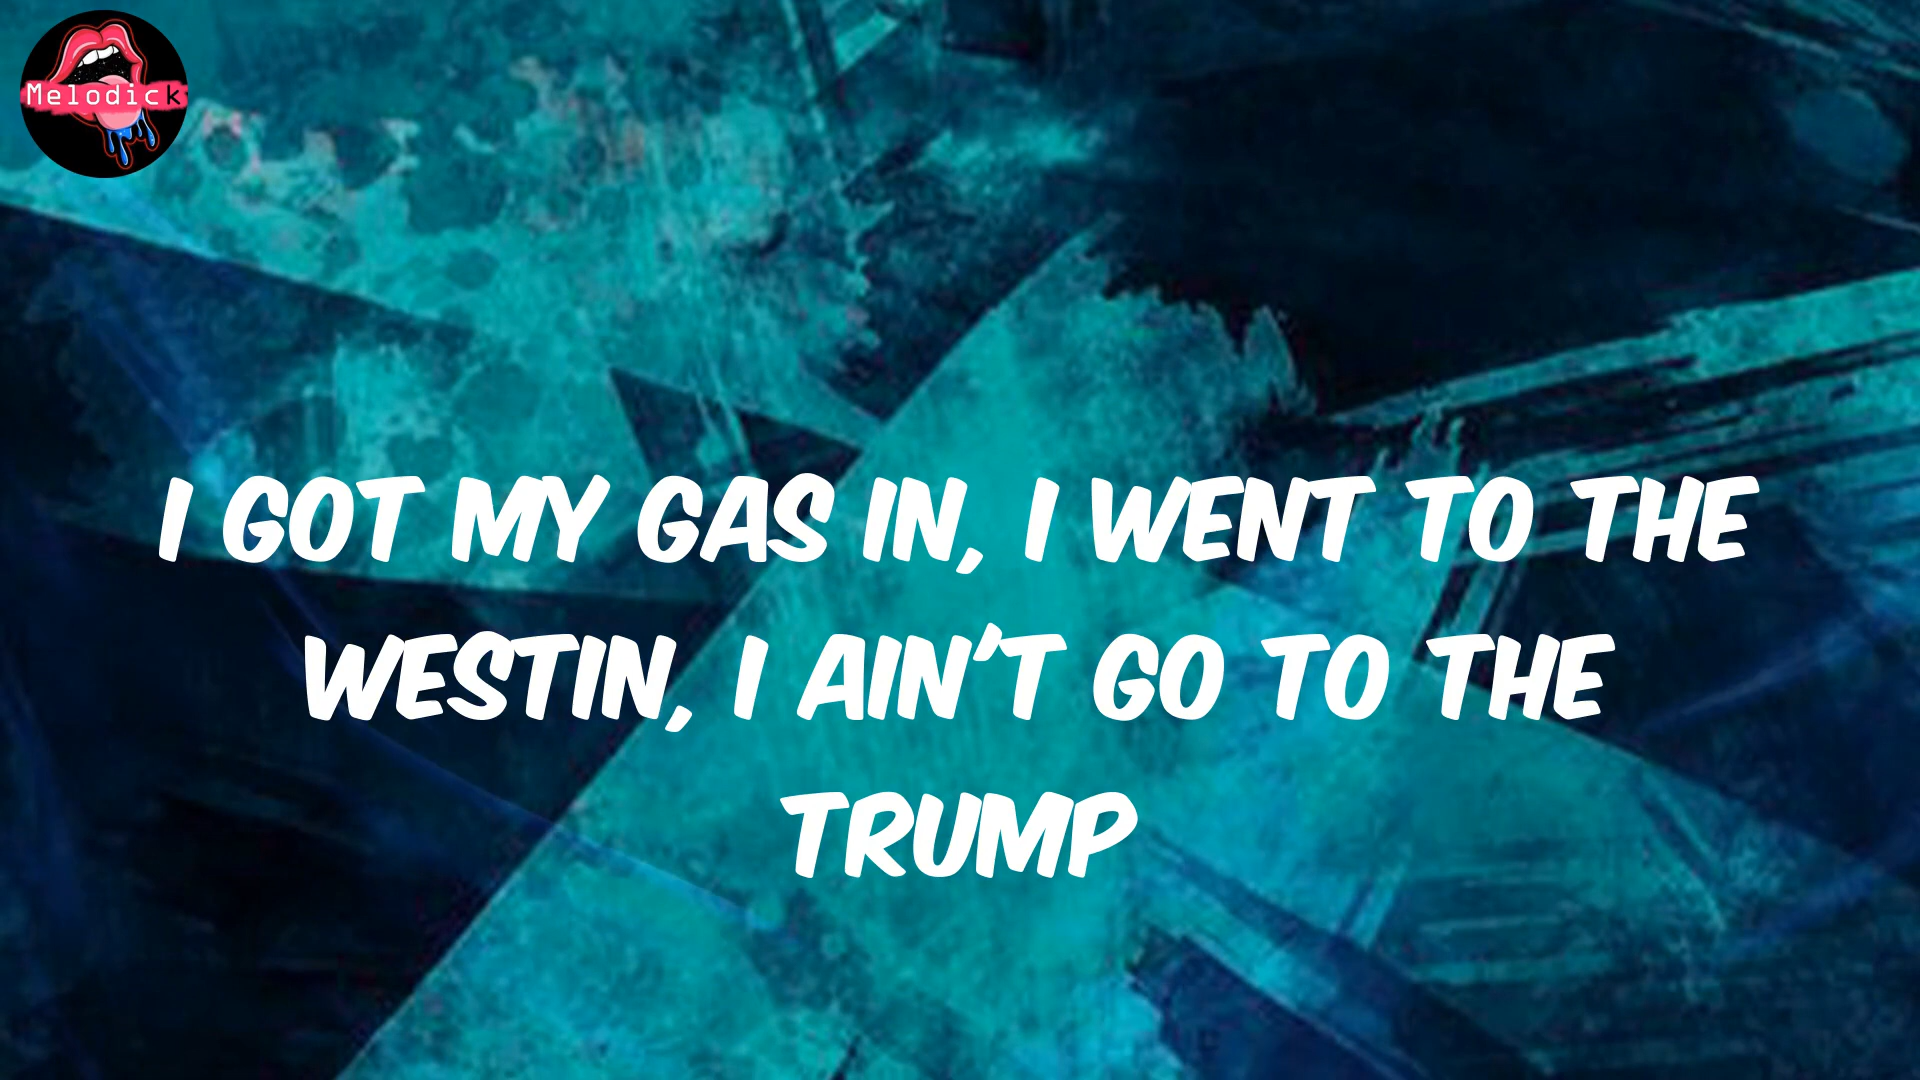 Melodick
I GOT MY GAS IN, I WENT TO THE
WESTIN, I AIN'T GO TO THE
TRUMP